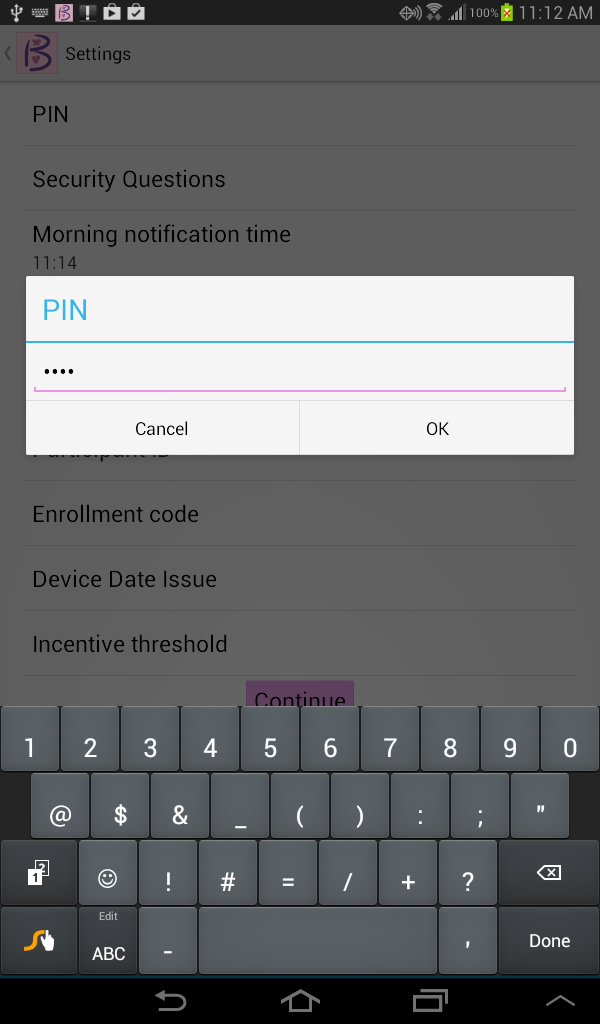 100% 11:12 AM
Settings
PIN
Security Questions
Morning notification time
11:14
PIN
••••
Cancel OK
Participant ID
Enrollment code
Device Date Issue
Incentive threshold
Continue
1 2 3 4 5 6 7 8 9 0
@ $ & _ ( ) : ; "
1 2 ! # = / + ?
Edit
ABC - ' Done